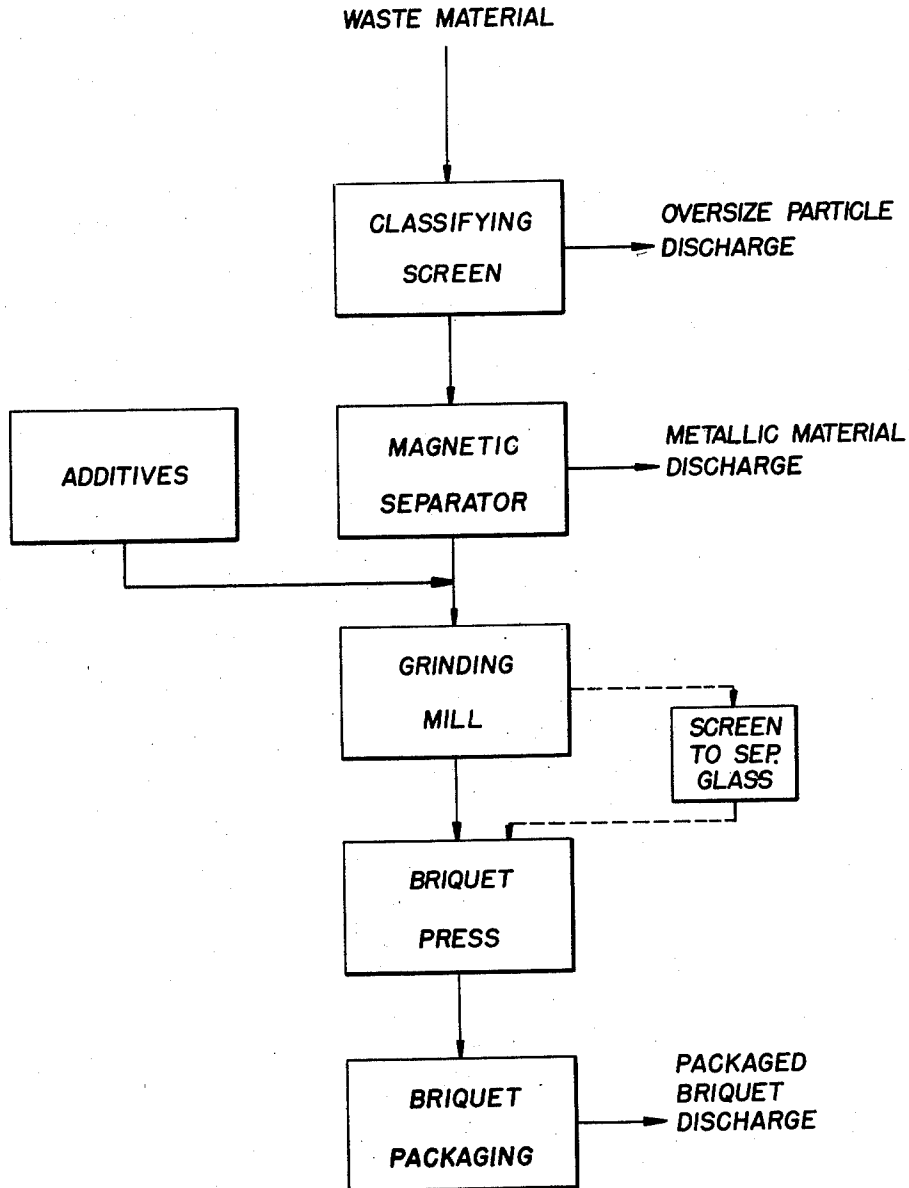 WASTE MATERIAL
CLASSIFYING
SCREEN
OVERSIZE PARTICLE
DISCHARGE
ADDITIVES
MAGNETIC
SEPARATOR
METALLIC MATERIAL
DISCHARGE
GRINDING
MILL
SCREEN
TO SEP.
GLASS
BRIQUET
PRESS
BRIQUET
PACKAGING
PACKAGED
BRIQUET
DISCHARGE